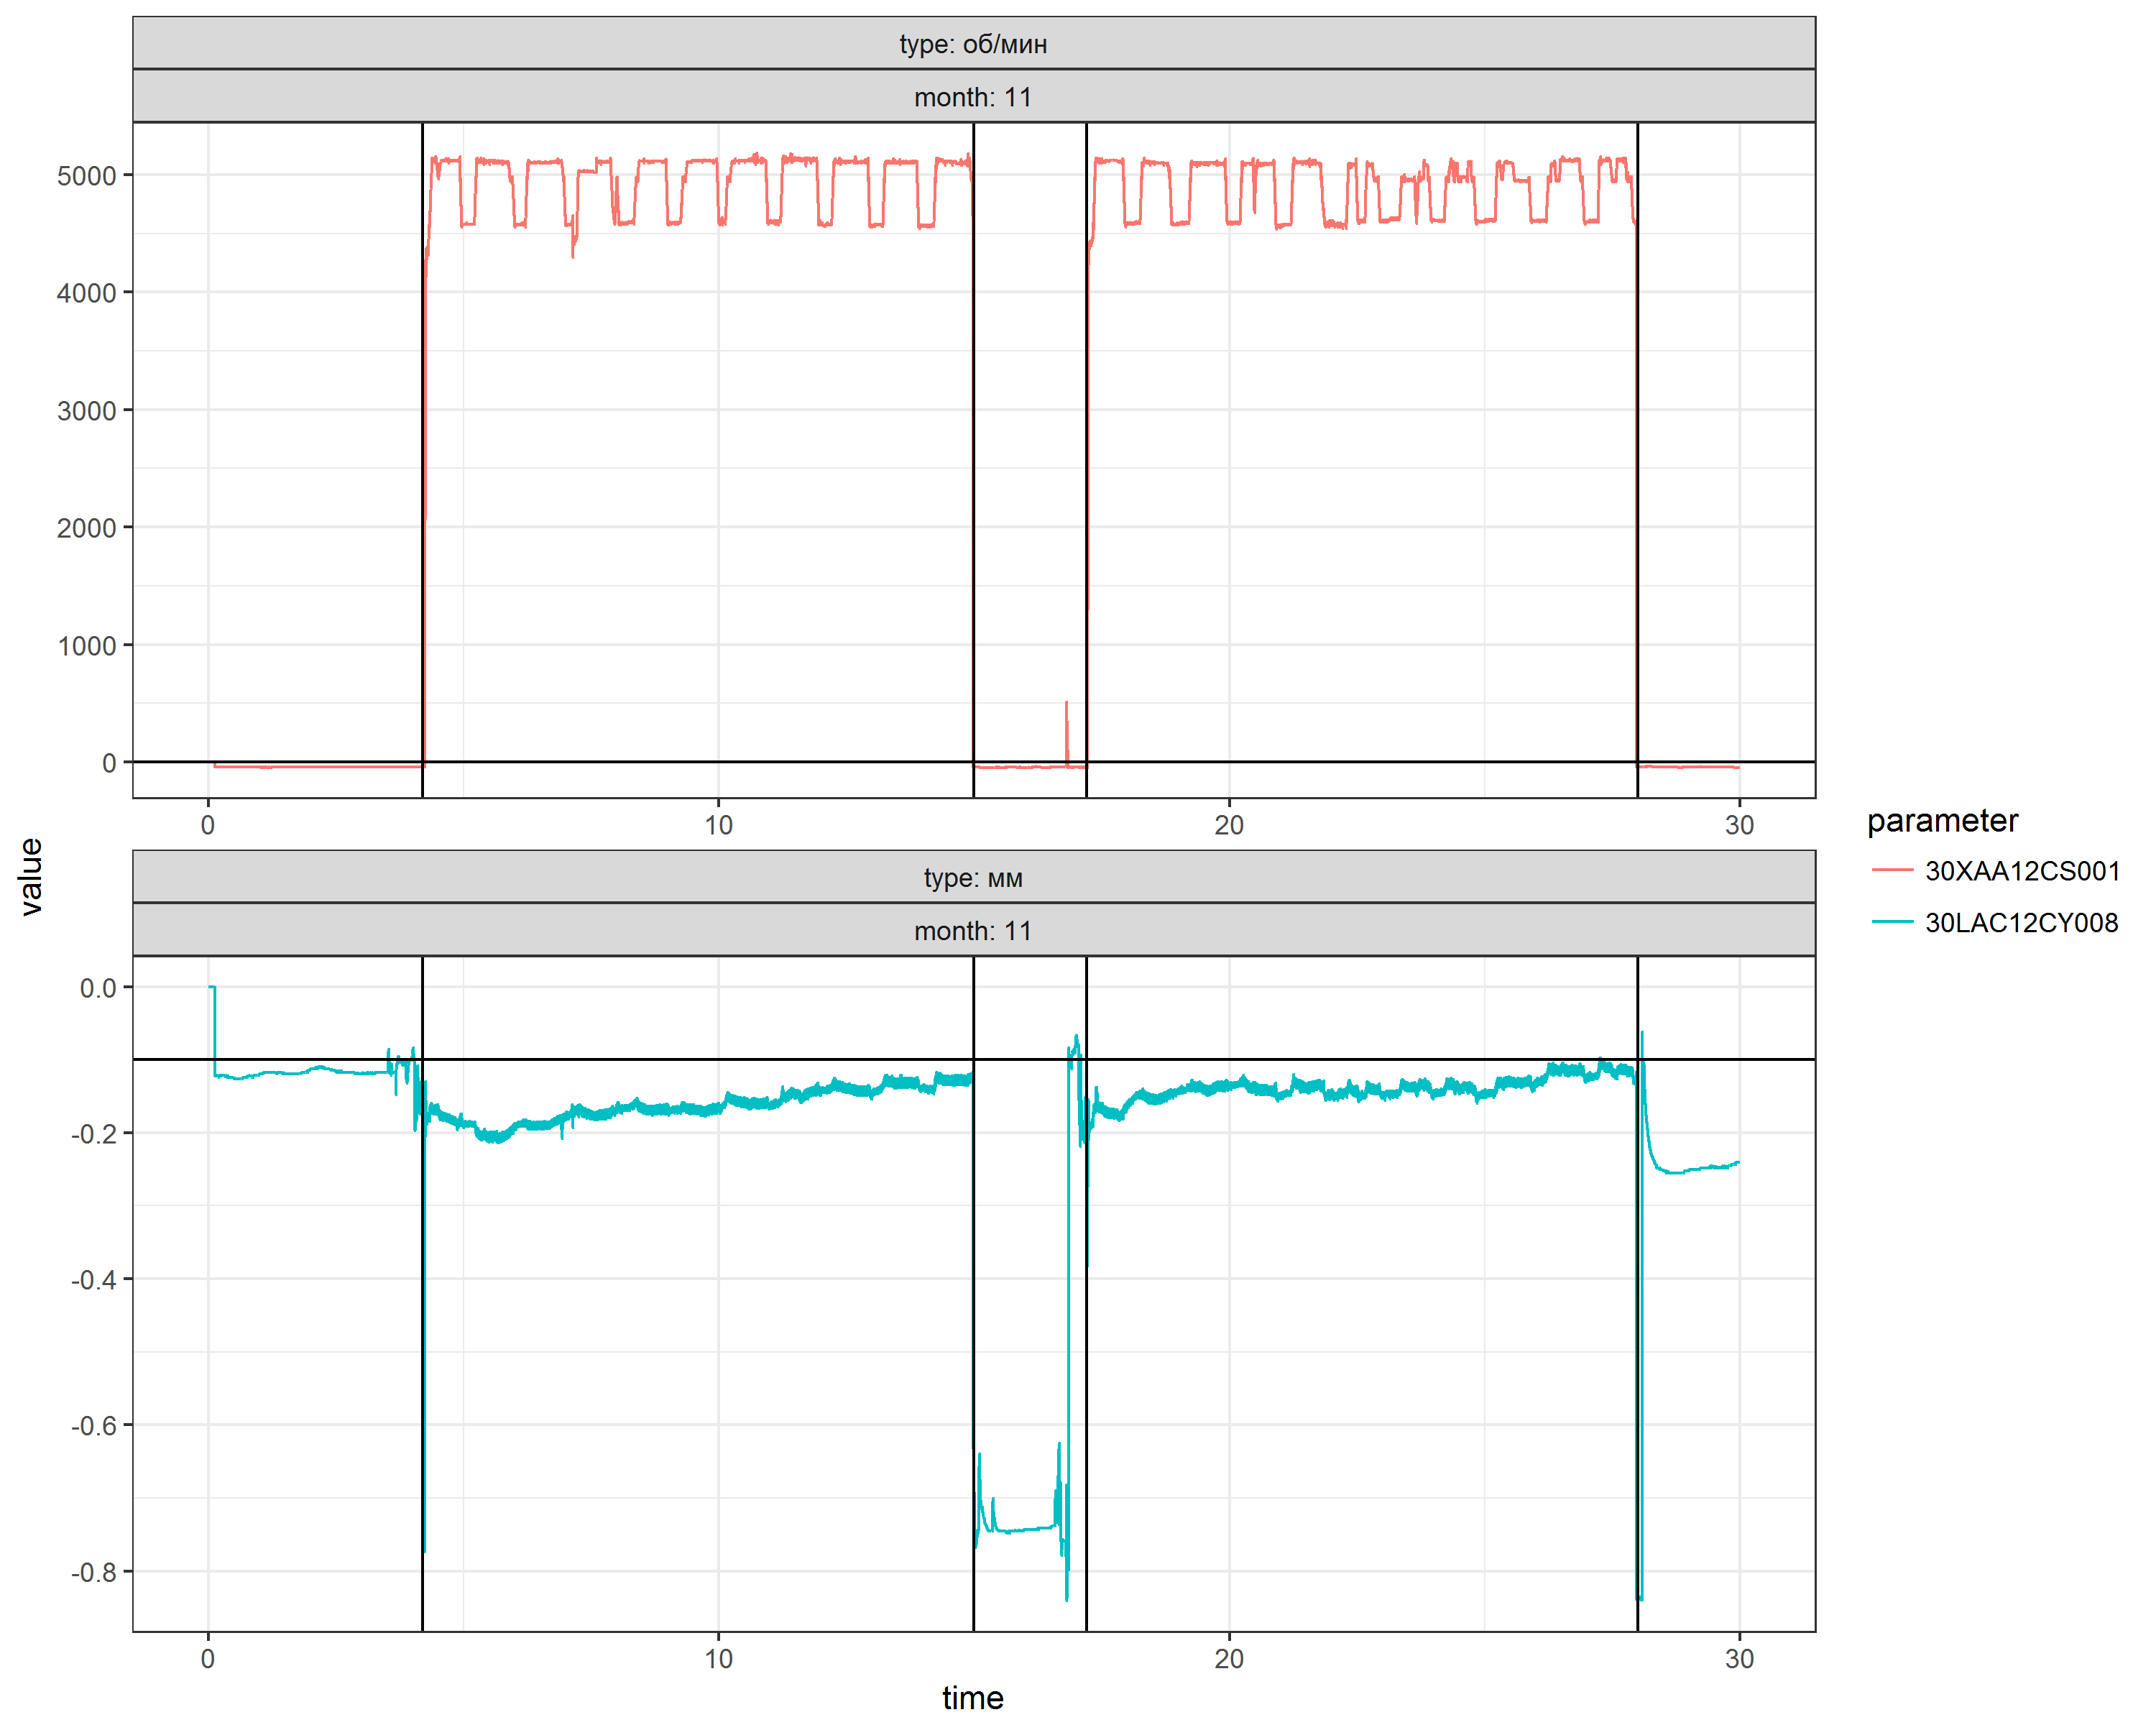 type: об/мин
month: 11
5000
4000
3000
2000
1000
0
0 10 20 30
type: мм
month: 11
0.0
-0.2
-0.4
-0.6
-0.8
0 10 20 30
time
value
parameter
30XAA12CS001
30LAC12CY008